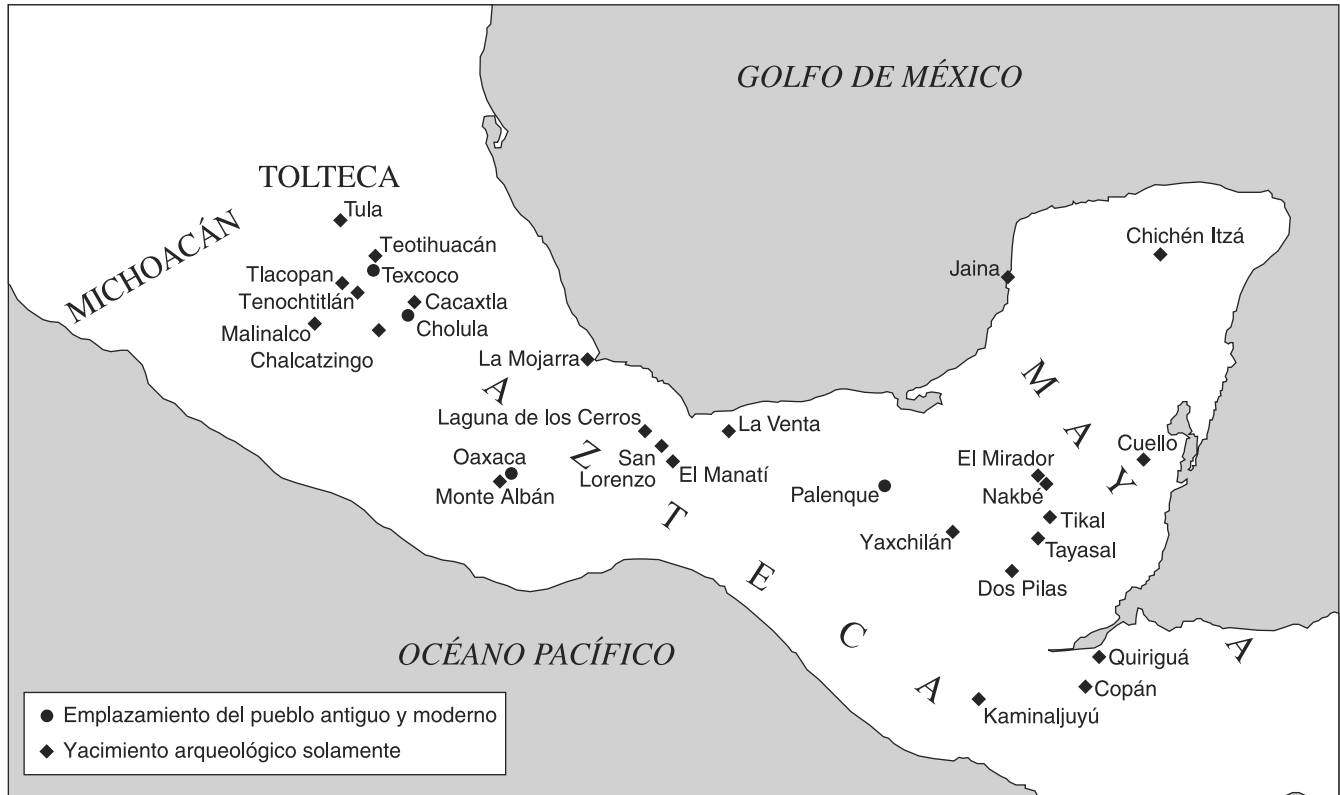 GOLFO DE MÉXICO
TOLTECA
MICHOACÁN
Tula
Teotihuacán
Tlacopan
Texcoco
Tenochtitlán
Cacaxtla
Malinalco
Cholula
Chalcatzingo
Jaina
Chichén Itzá
La Mojarra
AZTECA
MAYA
Laguna de los Cerros
La Venta
Oaxaca
San
Lorenzo
El Manatí
Monte Albán
Palenque
Yaxchilán
El Mirador
Nakbé
Cuello
Tikal
Tayasal
Dos Pilas
OCÉANO PACÍFICO
Quiriguá
Copán
Kaminaljuyú
Emplazamiento del pueblo antiguo y moderno
Yacimiento arqueológico solamente